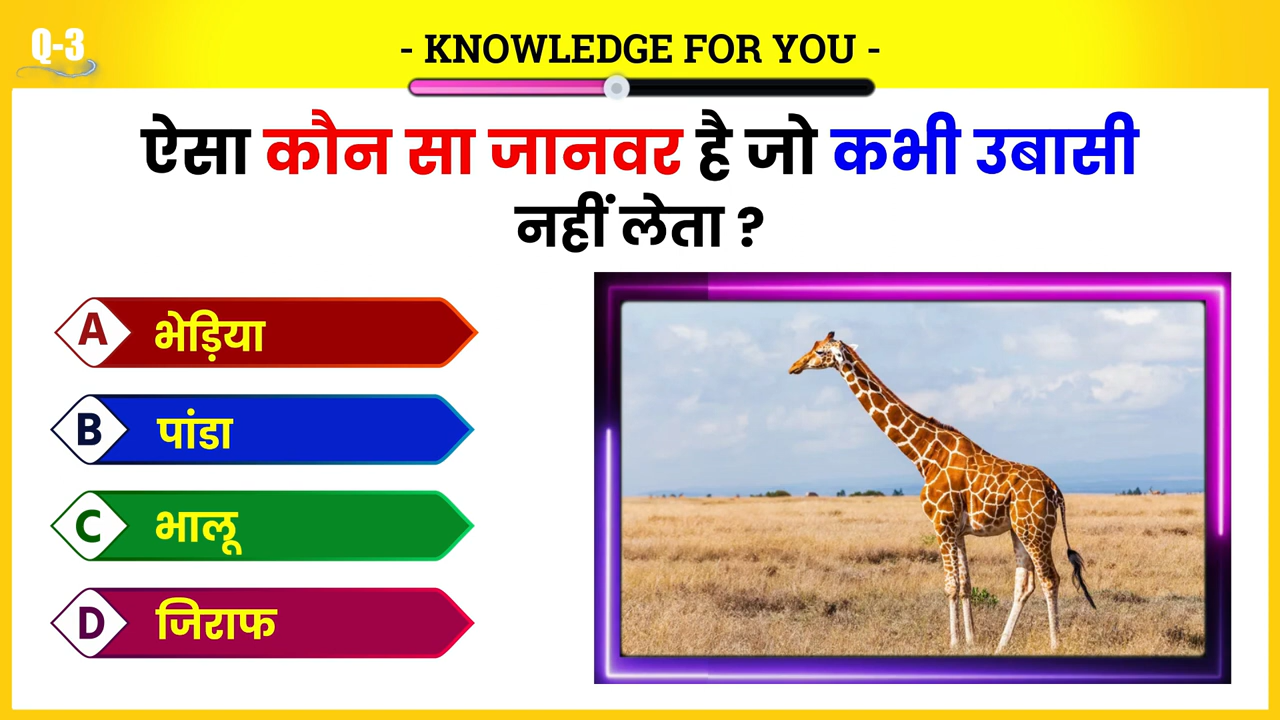 Q-3
- KNOWLEDGE FOR YOU -
ऐसा कौन सा जानवर है जो कभी उबासी
नहीं लेता ?
A भेड़िया
B पांडा
C भालू
D जिराफ